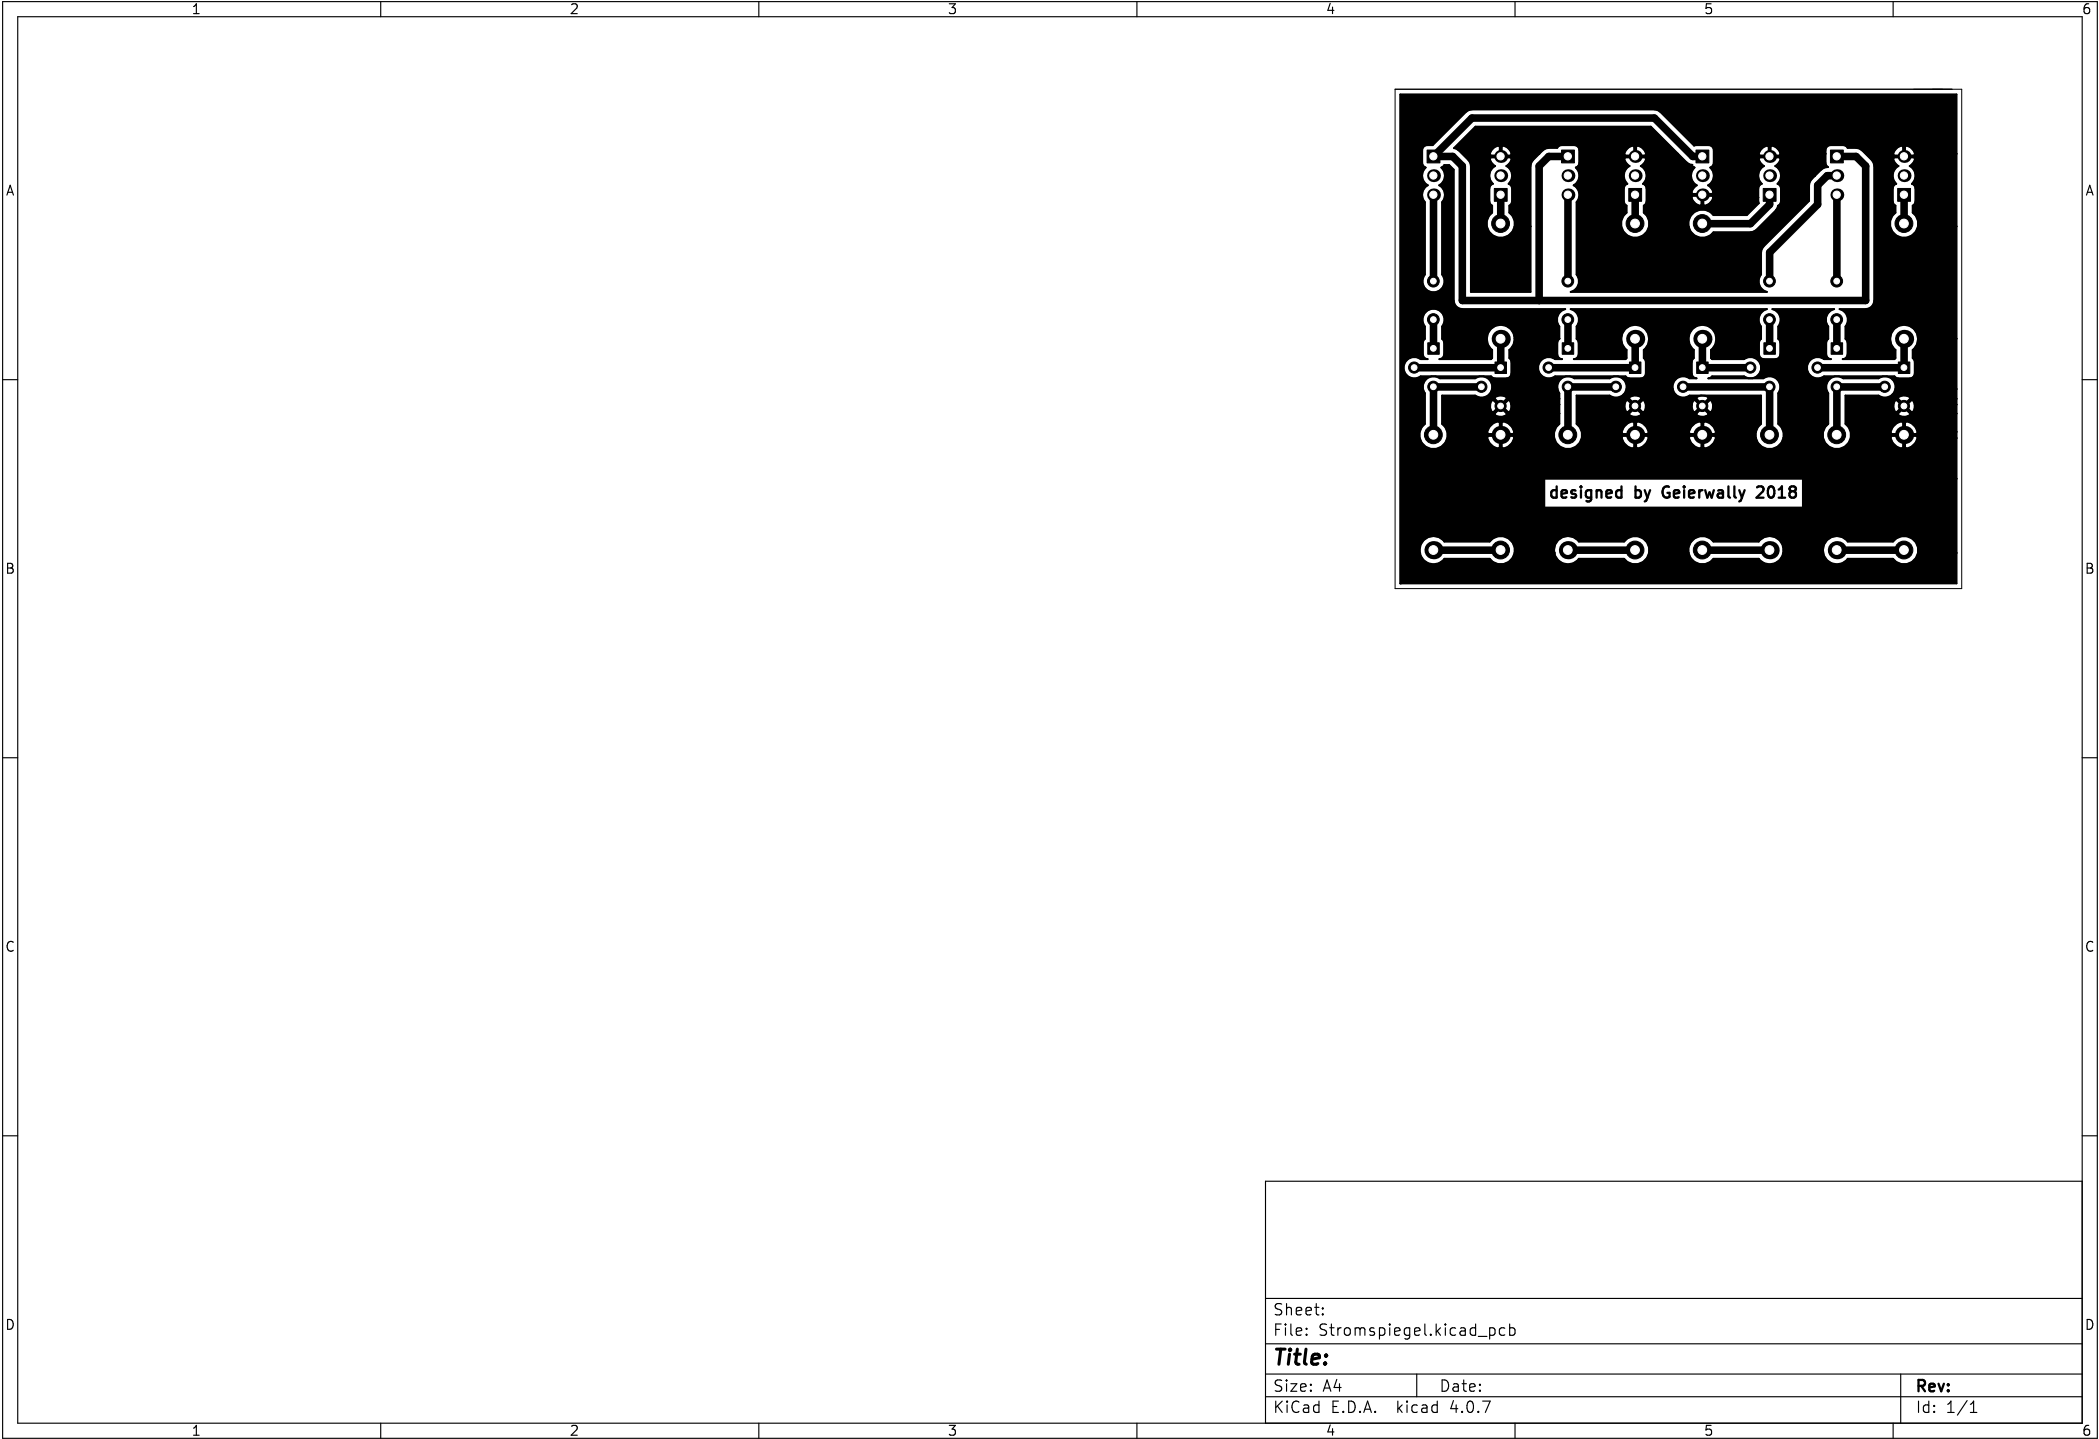 1 2 3 4 5 6
A A
designed by Geierwally 2018
B B
C C
Sheet:
File: Stromspiegel.kicad_pcb
D D
Title:
Size: A4 Date: Rev:
KiCad E.D.A. kicad 4.0.7 Id: 1/1
1 2 3 4 5 6